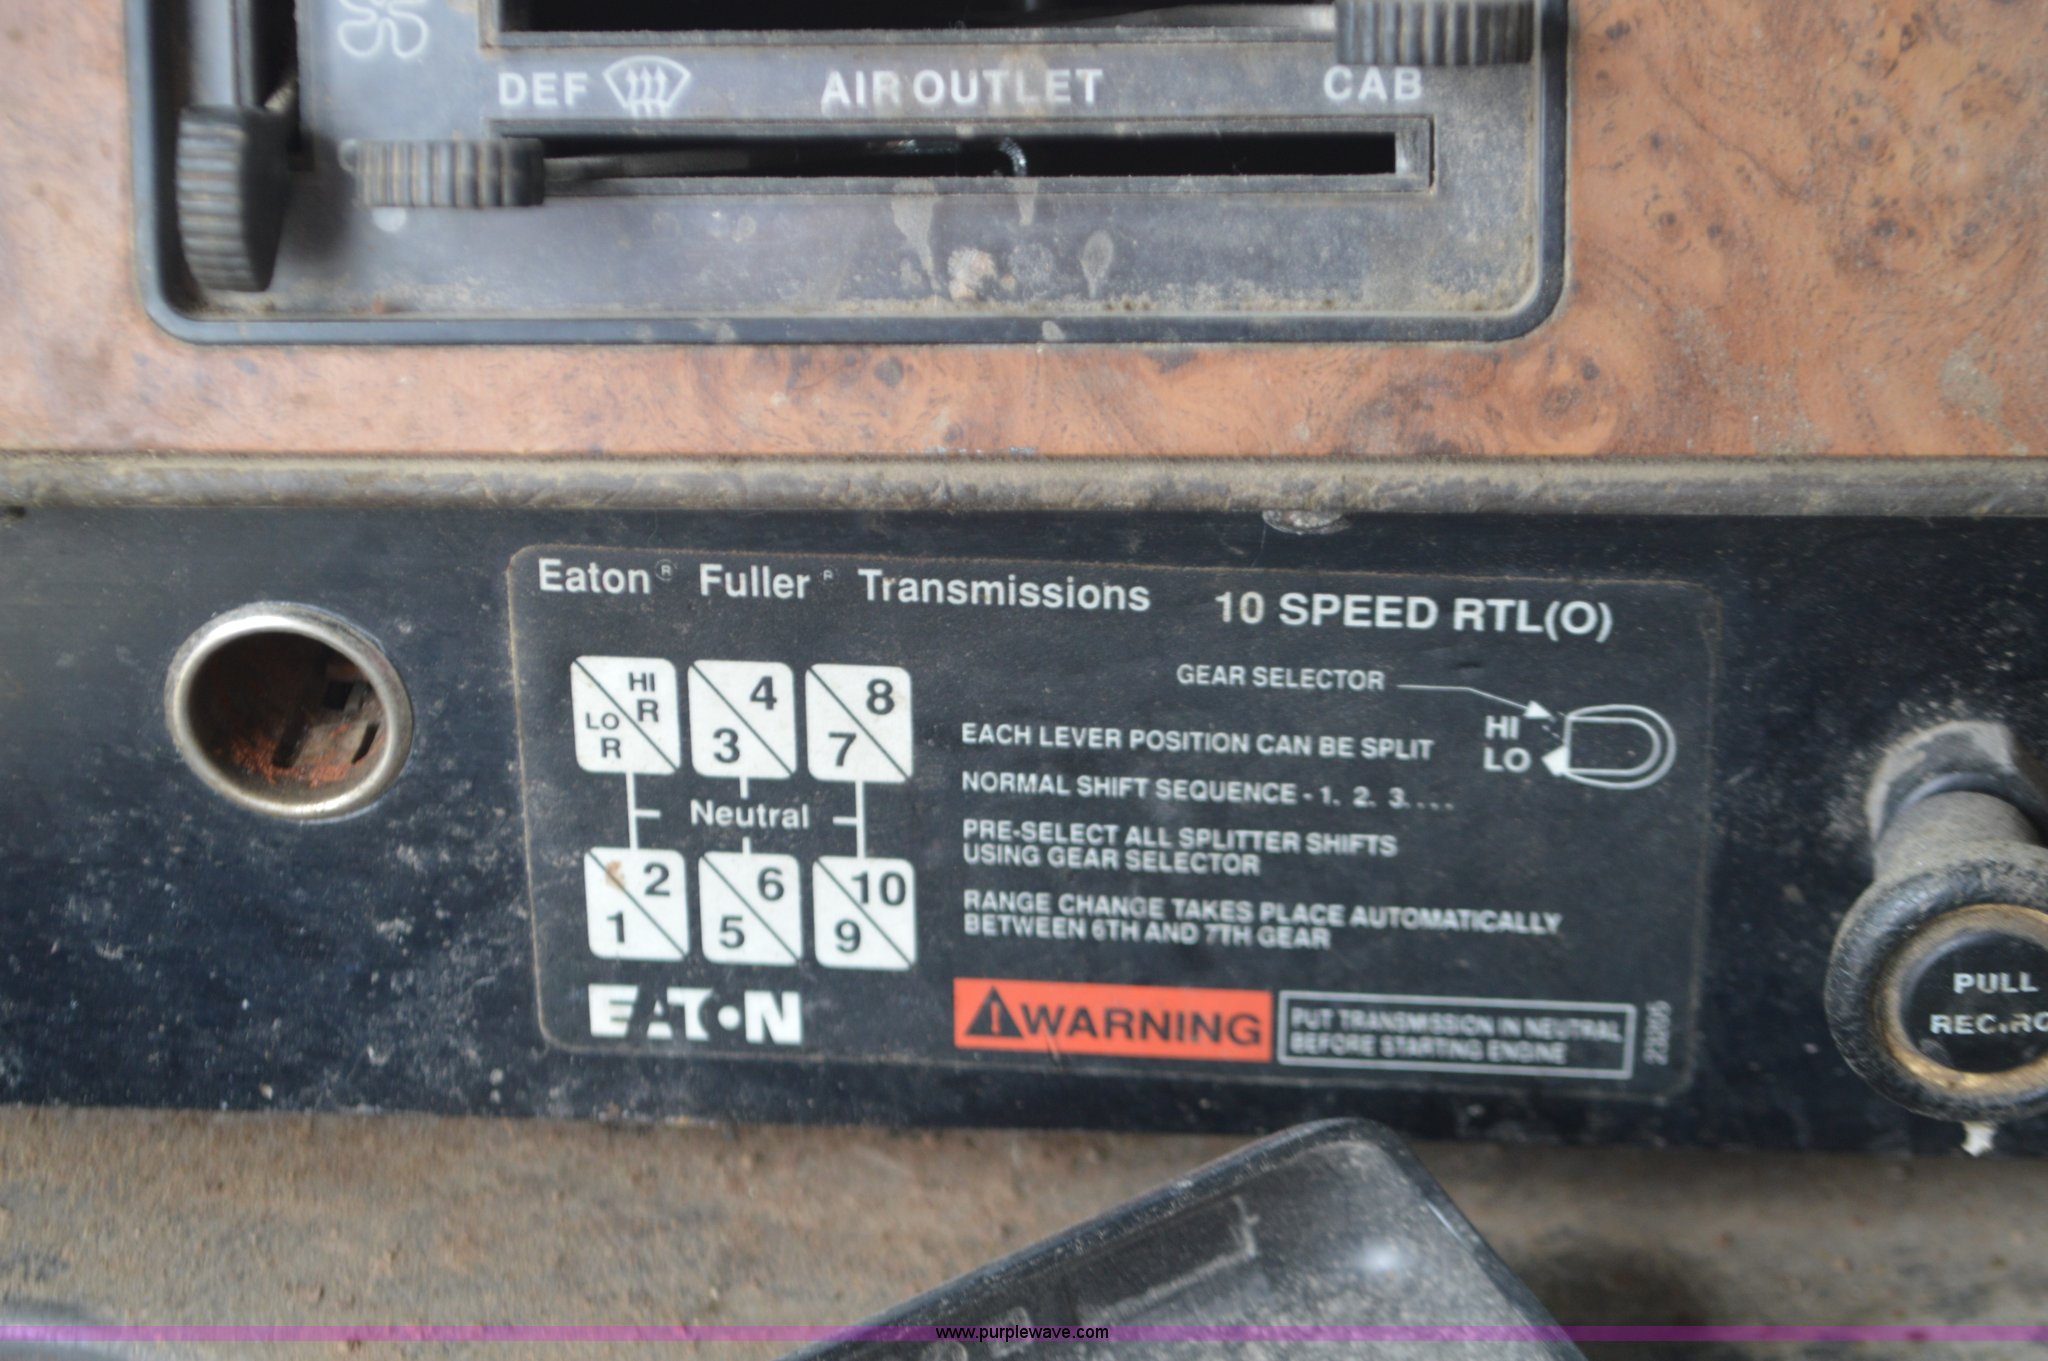 DEF AIR OUTLET CAB
Eaton® Fuller® Transmissions 10 SPEED RTL(O)
HI
R
LO
R
4
3
8
7
Neutral
2
1
6
5
10
9
GEAR SELECTOR
HI
LO
EACH LEVER POSITION CAN BE SPLIT
NORMAL SHIFT SEQUENCE - 1. 2. 3. . . .
PRE-SELECT ALL SPLITTER SHIFTS
USING GEAR SELECTOR
RANGE CHANGE TAKES PLACE AUTOMATICALLY
BETWEEN 6TH AND 7TH GEAR
EATON
WARNING
PUT TRANSMISSION IN NEUTRAL
BEFORE STARTING ENGINE
PULL
www.purplewave.com